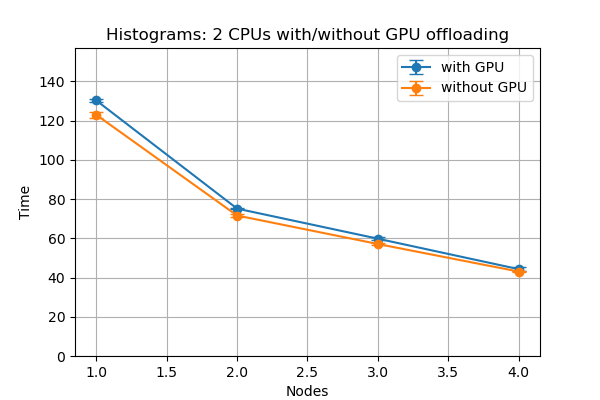 Histograms: 2 CPUs with/without GPU offloading
with GPU
without GPU
140
120
100
80
60
40
20
0
Time
1.0 1.5 2.0 2.5 3.0 3.5 4.0
Nodes